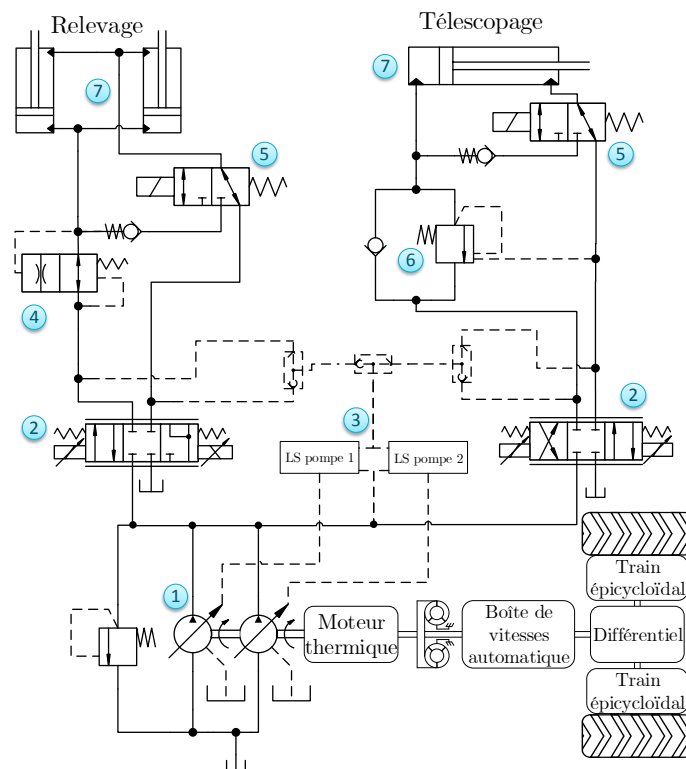 Relevage
Télescopage
7
7
5
5
6
4
2
2
3
LS pompe 1
LS pompe 2
1
Moteur
thermique
Boîte de
vitesses
automatique
Train
épicycloïdal
Différentiel
Train
épicycloïdal